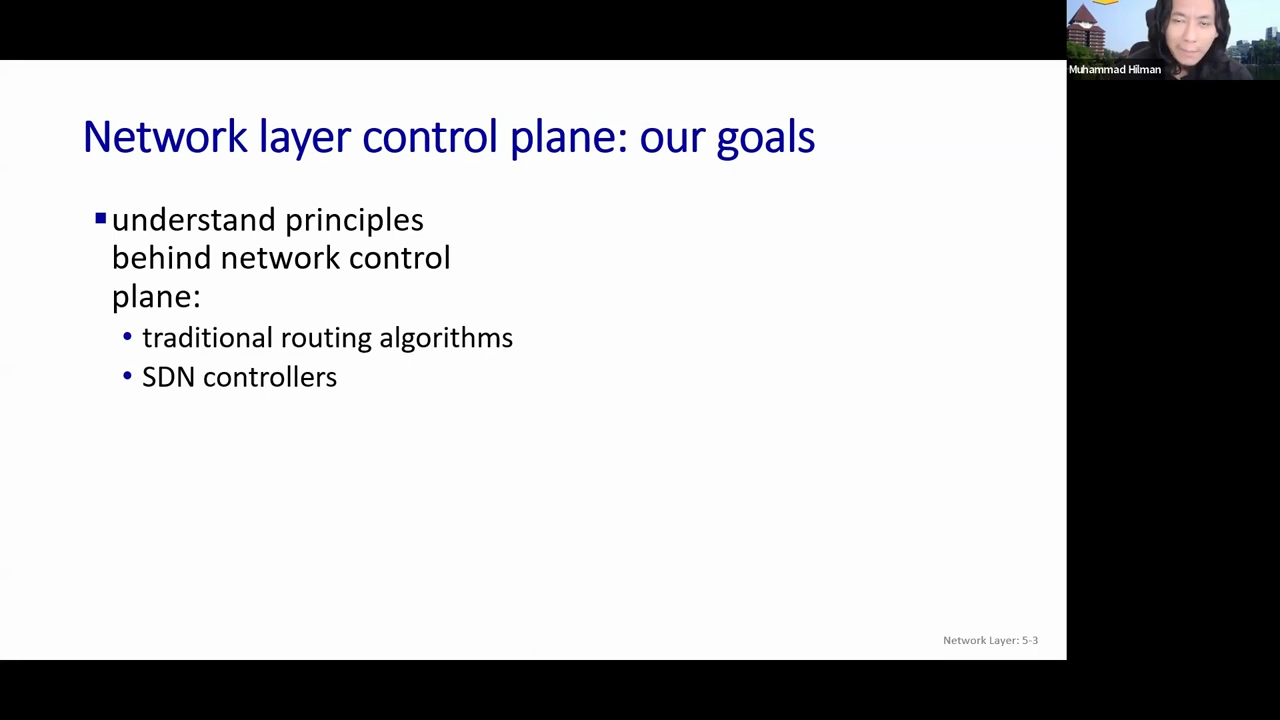 Muhammad Hilman
Network layer control plane: our goals
understand principles
behind network control
plane:
traditional routing algorithms
SDN controllers
Network Layer: 5-3